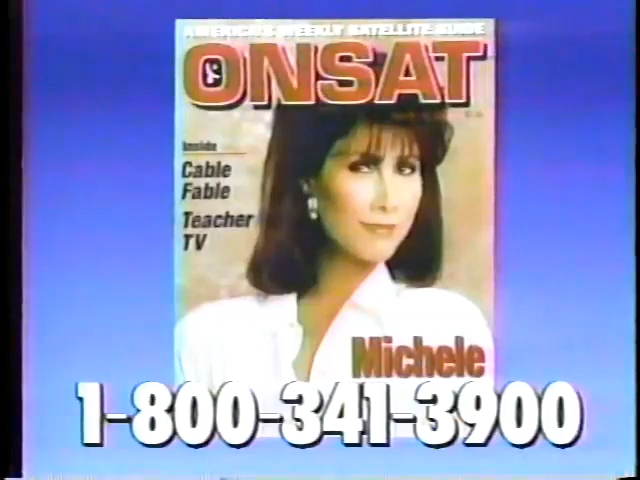 AMERICA'S WEEKLY SATELLITE GUIDE
ONSAT
Inside
Cable
Fable
Teacher
TV
Michele
1-800-341-3900